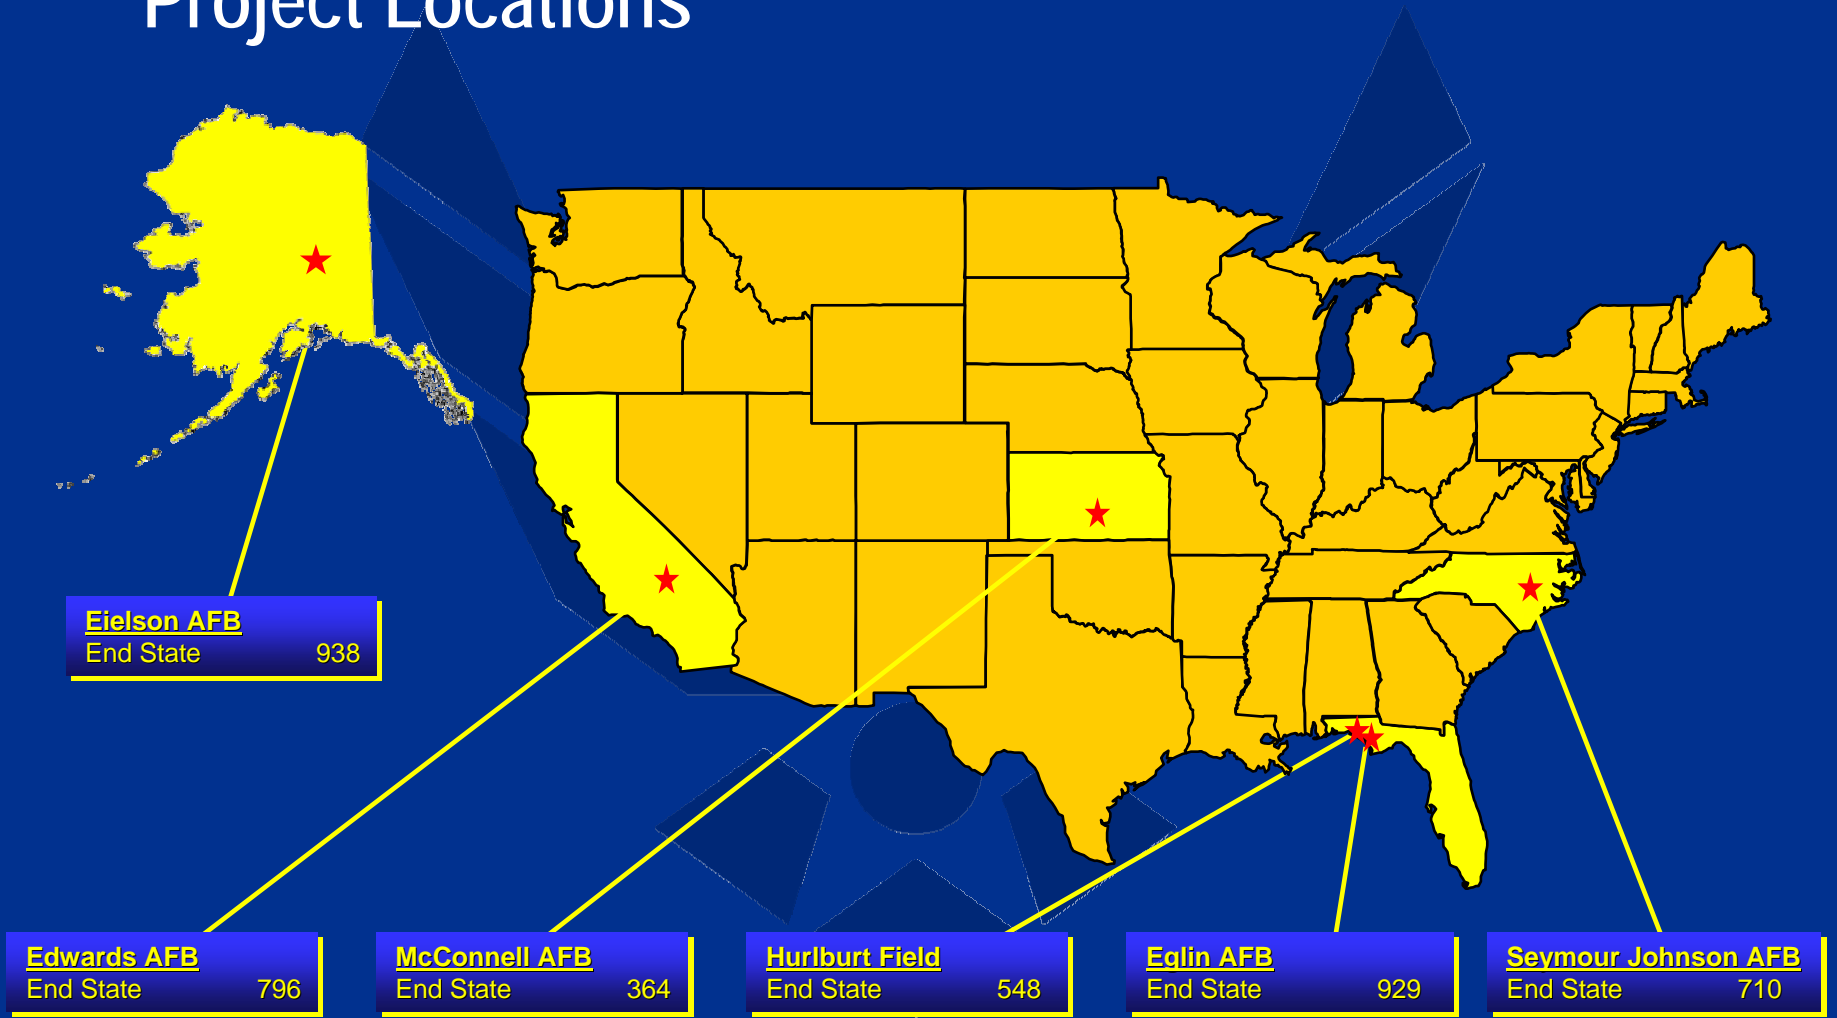 Project Locations
Eielson AFB
End State 938
Edwards AFB
End State 796
McConnell AFB
End State 364
Hurlburt Field
End State 548
Eglin AFB
End State 929
Seymour Johnson AFB
End State 710